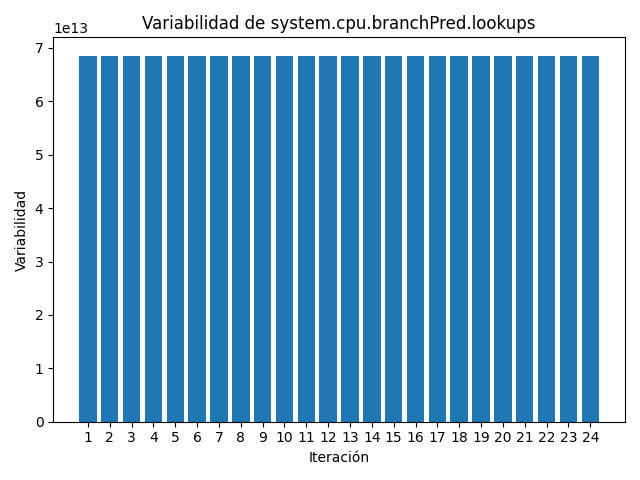 Variabilidad de system.cpu.branchPred.lookups
1e13
7
6
5
4
3
2
1
0
Variabilidad
1 2 3 4 5 6 7 8 9 10 11 12 13 14 15 16 17 18 19 20 21 22 23 24
Iteración